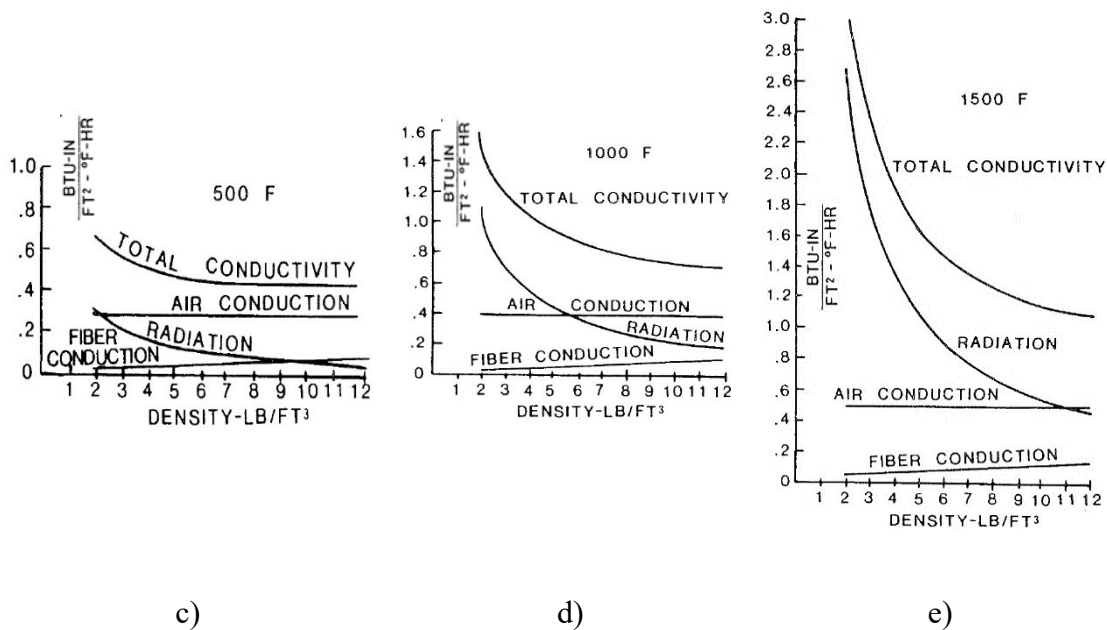 BTU-IN
FT² - °F-HR
1.0
.8
.6
.4
.2
0
500 F
TOTAL CONDUCTIVITY
AIR CONDUCTION
RADIATION
FIBER
CONDUCTION
1 2 3 4 5 6 7 8 9 10 11 12
DENSITY-LB/FT³
c)
BTU-IN
FT² - °F-HR
1.6
1.4
1.2
1.0
.8
.6
.4
.2
0
1000 F
TOTAL CONDUCTIVITY
AIR CONDUCTION
RADIATION
FIBER CONDUCTION
1 2 3 4 5 6 7 8 9 10 11 12
DENSITY-LB/FT³
d)
3.0
2.8
2.6
2.4
2.2
2.0
1.8
1.6
1.4
1.2
1.0
.8
.6
.4
.2
0
BTU-IN
FT² - °F-HR
1500 F
TOTAL CONDUCTIVITY
RADIATION
AIR CONDUCTION
FIBER CONDUCTION
1 2 3 4 5 6 7 8 9 10 11 12
DENSITY-LB/FT³
e)